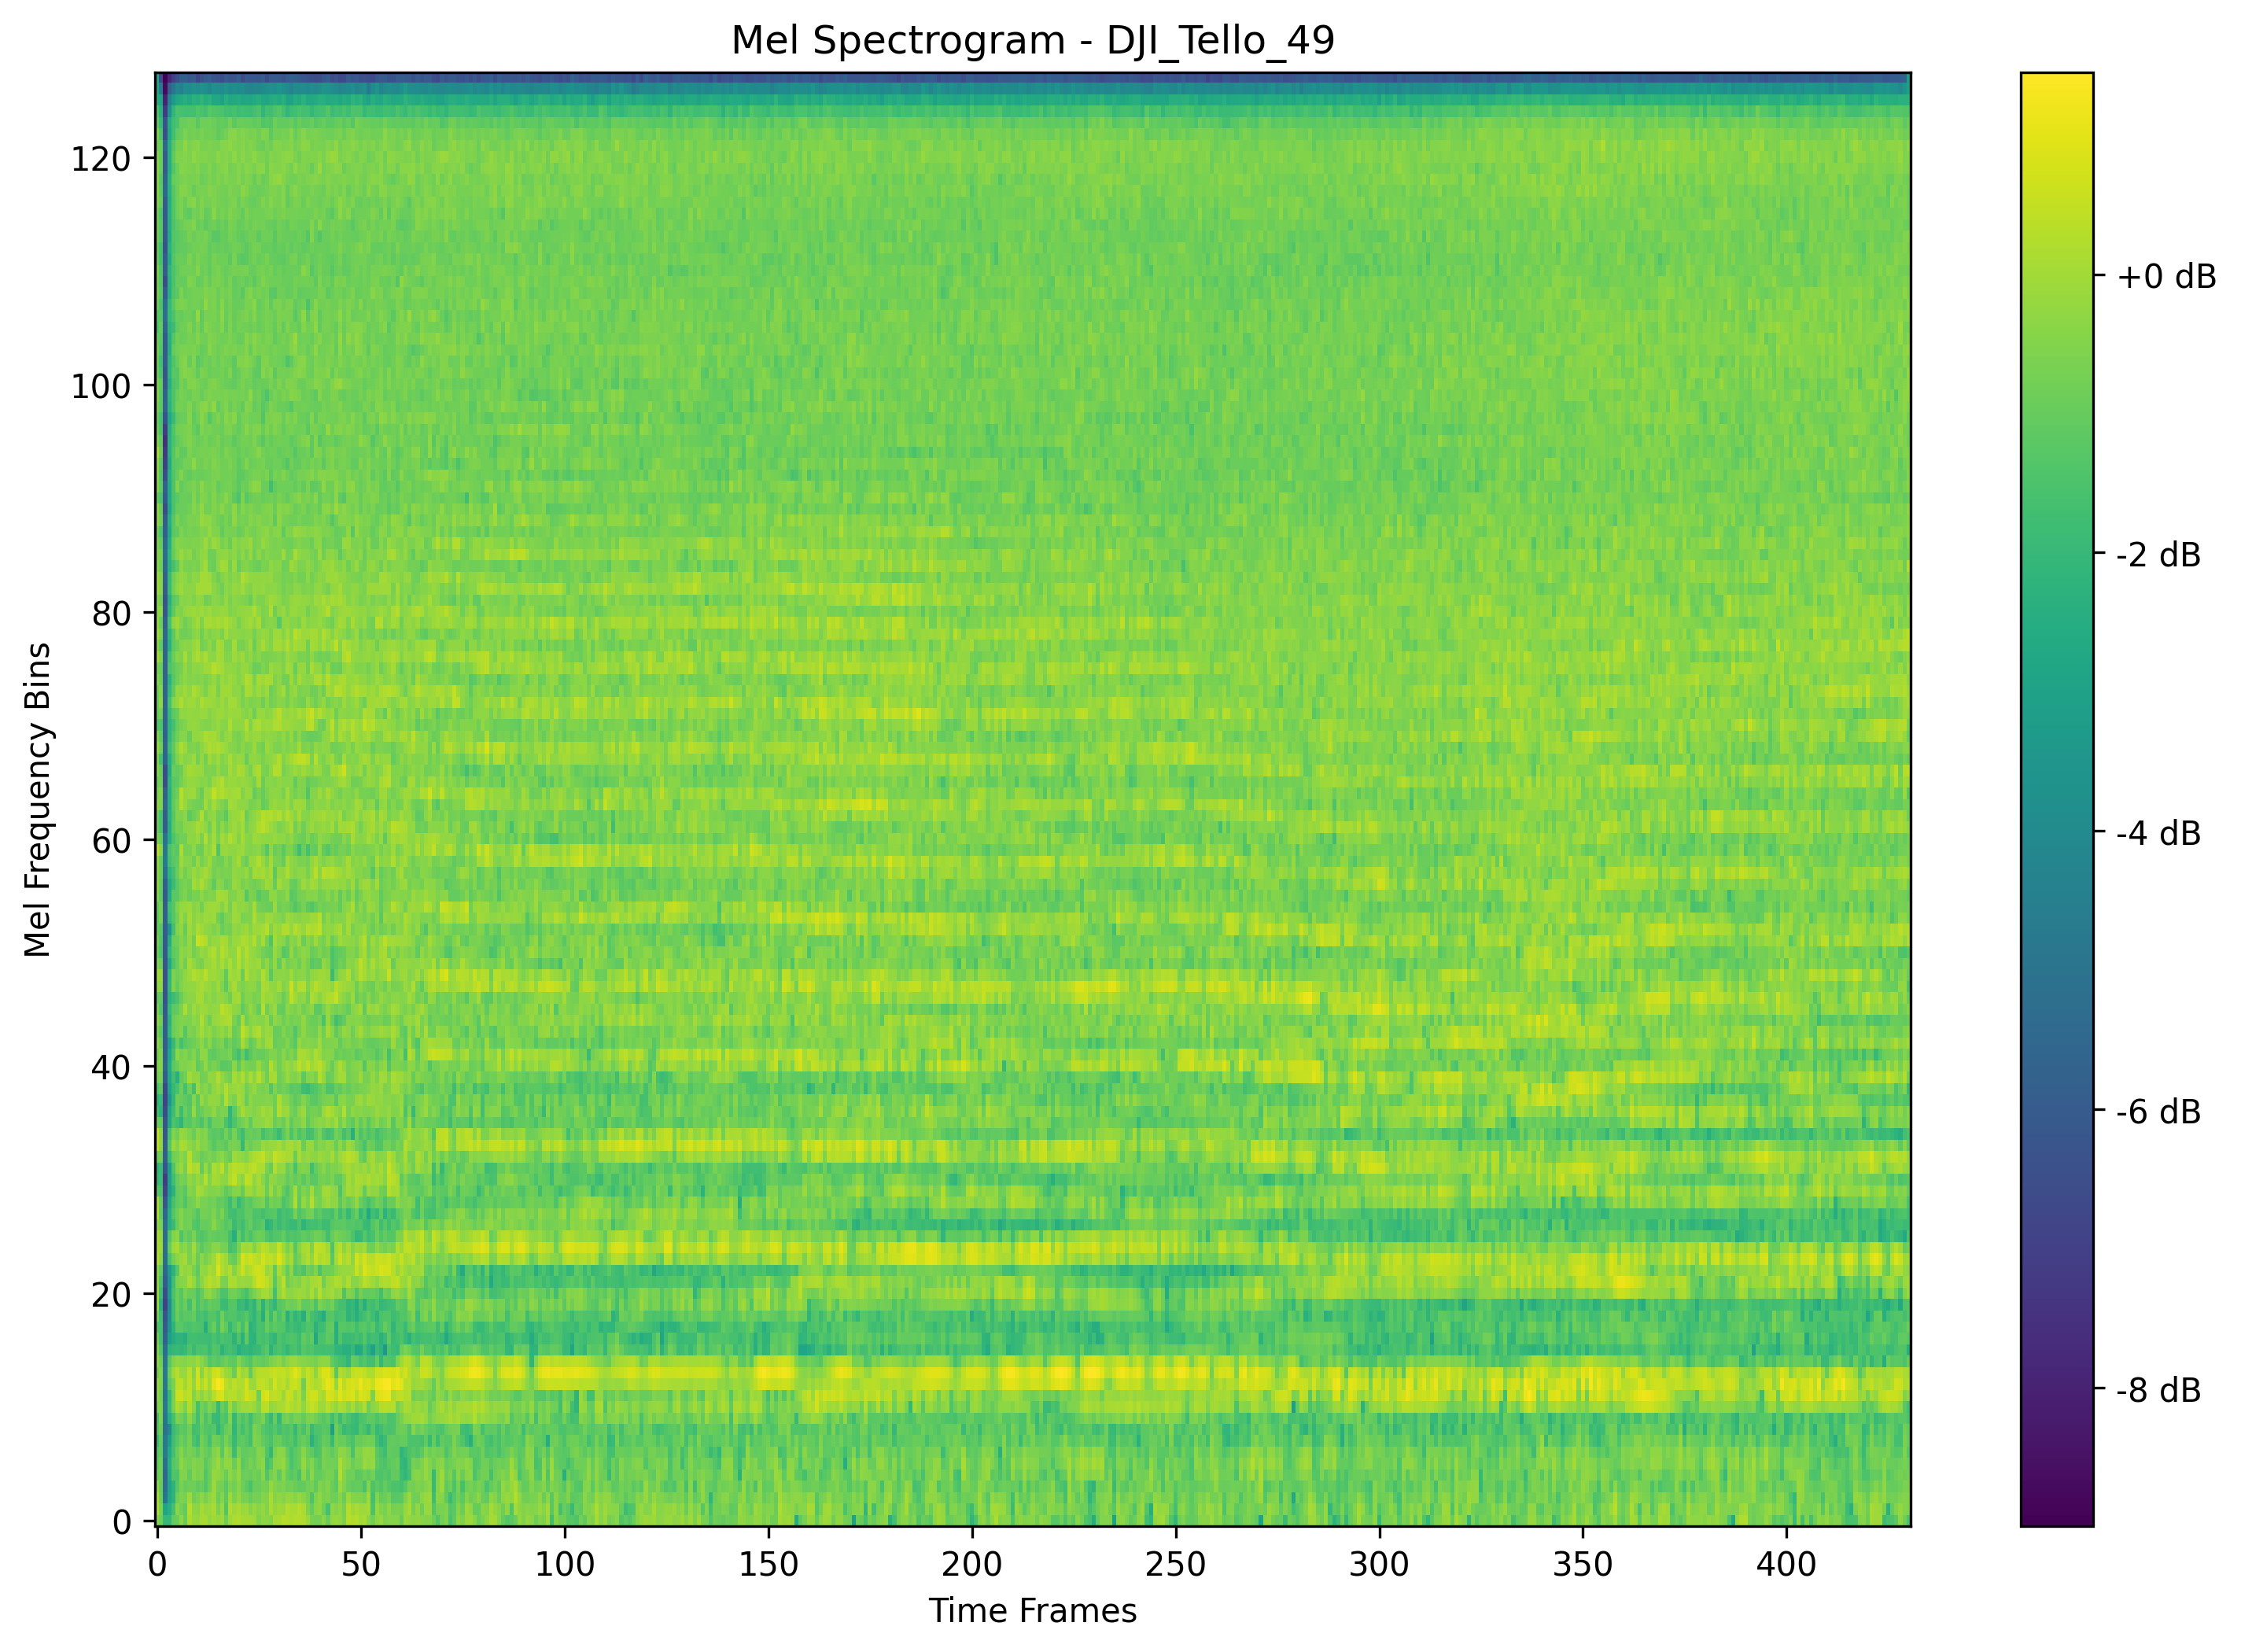 Mel Spectrogram - DJI_Tello_49
120
100
80
60
40
20
0
Mel Frequency Bins
0 50 100 150 200 250 300 350 400
Time Frames
+0 dB
-2 dB
-4 dB
-6 dB
-8 dB